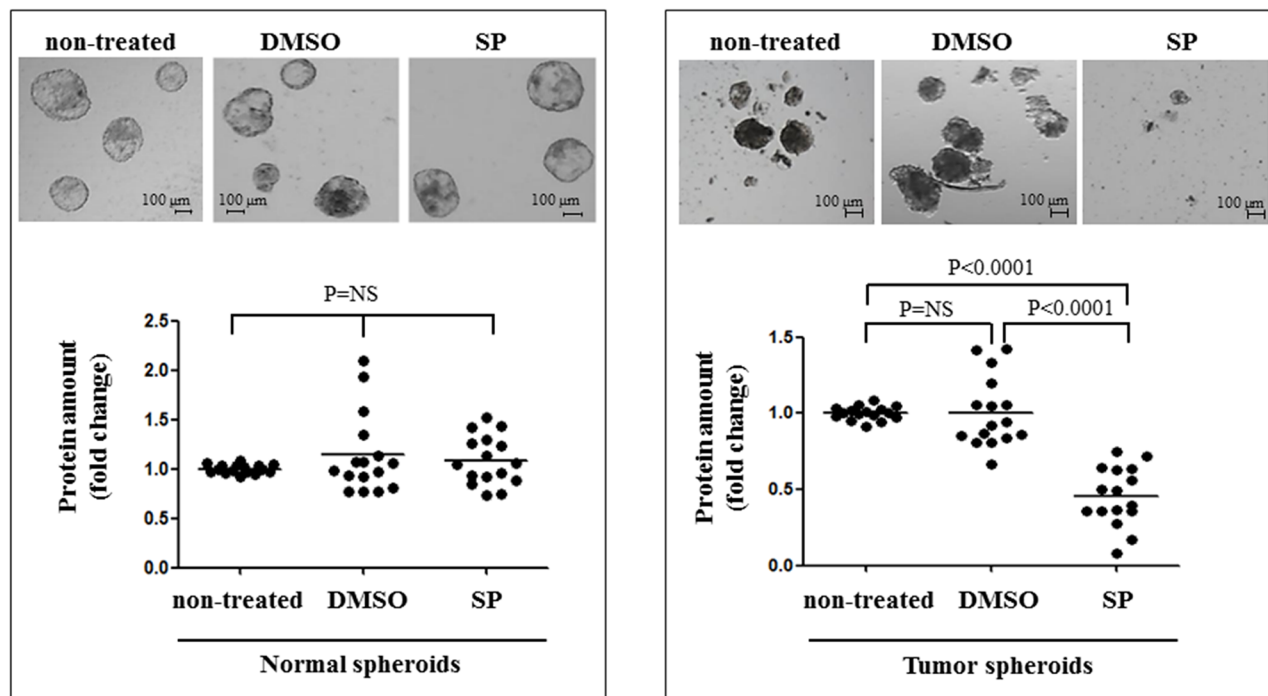 non-treated DMSO SP
100 µm 100 µm 100 µm
P=NS
Protein amount
(fold change)
2.5
2.0
1.5
1.0
0.5
0.0
non-treated DMSO SP
Normal spheroids
non-treated DMSO SP
100 µm 100 µm 100 µm
P<0.0001
P=NS P<0.0001
Protein amount
(fold change)
1.5
1.0
0.5
0.0
non-treated DMSO SP
Tumor spheroids